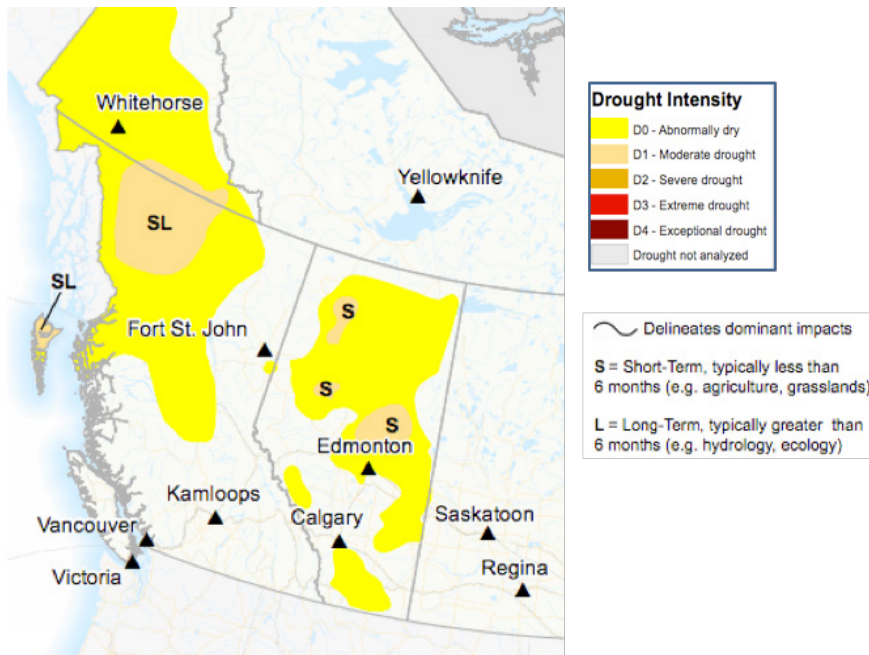 Whitehorse
Yellowknife
SL
SL
Fort St. John
S
S
S
Edmonton
Kamloops
Calgary
Saskatoon
Vancouver
Victoria
Regina
Drought Intensity
D0 - Abnormally dry
D1 - Moderate drought
D2 - Severe drought
D3 - Extreme drought
D4 - Exceptional drought
Drought not analyzed
Delineates dominant impacts
S = Short-Term, typically less than
6 months (e.g. agriculture, grasslands)
L = Long-Term, typically greater than
6 months (e.g. hydrology, ecology)